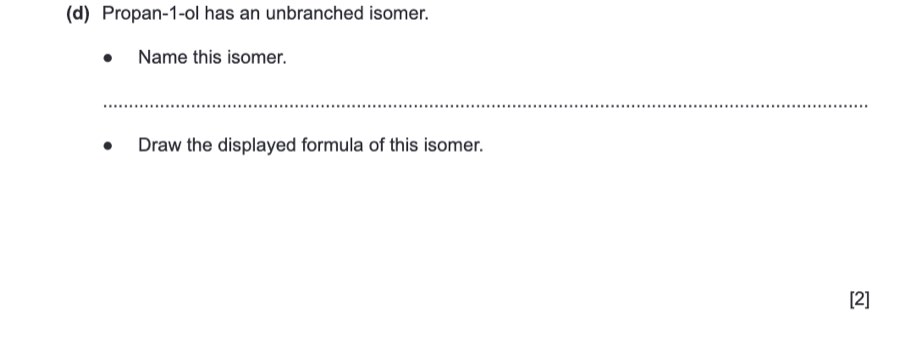 (d) Propan-1-ol has an unbranched isomer.
• Name this isomer.
• Draw the displayed formula of this isomer.
[2]